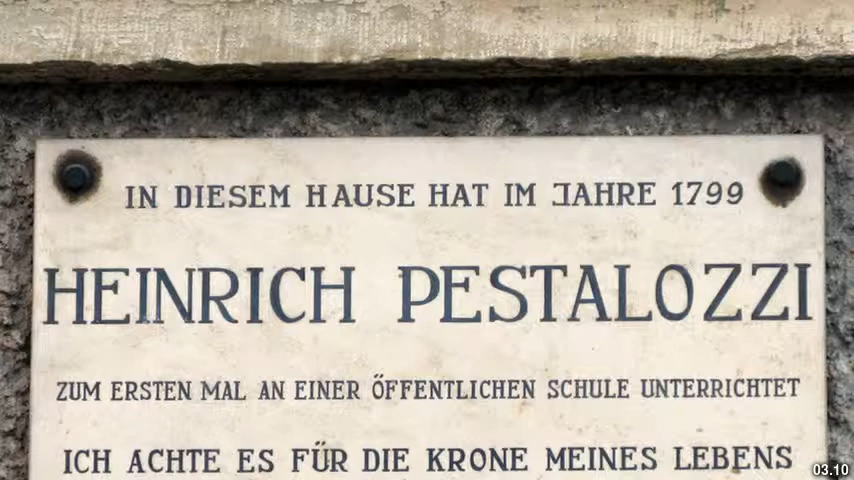 IN DIESEM HAUSE HAT IM JAHRE 1799
HEINRICH PESTALOZZI
ZUM ERSTEN MAL AN EINER ÖFFENTLICHEN SCHULE UNTERRICHTET
ICH ACHTE ES FÜR DIE KRONE MEINES LEBENS
03.10